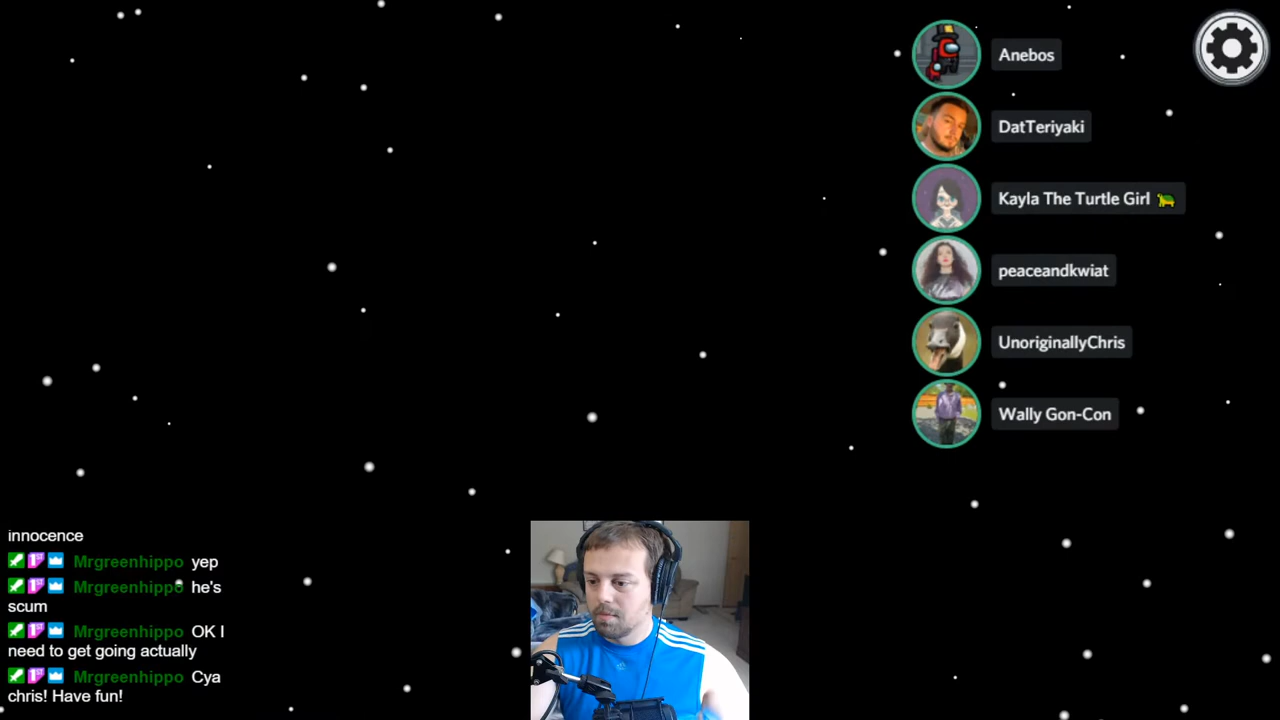 Anebos
DatTeriyaki
Kayla The Turtle Girl 🐢
peaceandkwiat
UnoriginallyChris
Wally Gon-Con
innocence
Mrgreenhippo yep
Mrgreenhippo he's
scum
Mrgreenhippo OK I
need to get going actually
Mrgreenhippo Cya
chris! Have fun!